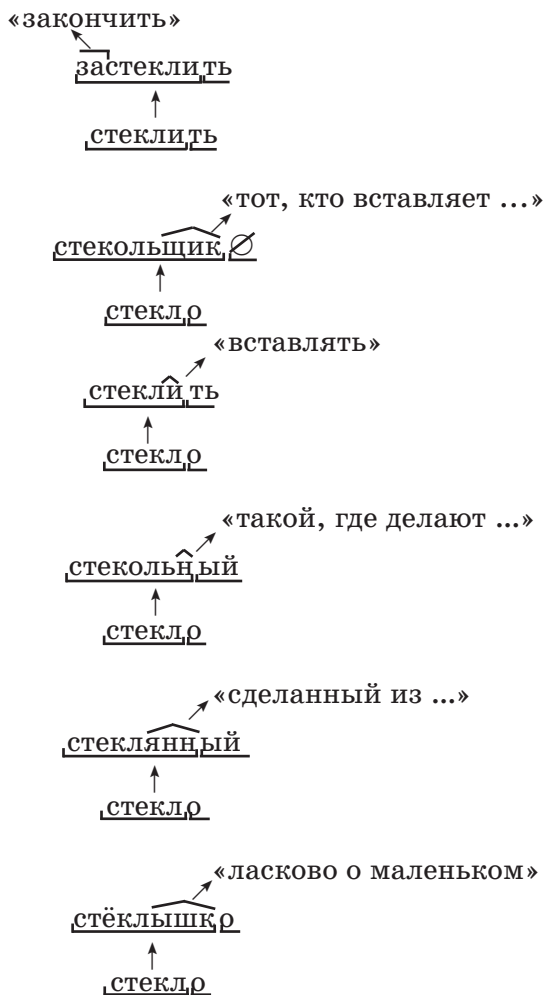 «закончить»
застеклить
стеклить
«тот, кто вставляет ...»
стекольщик ∅
стекло
«вставлять»
стеклить
стекло
«такой, где делают ...»
стекольный
стекло
«сделанный из ...»
стеклянный
стекло
«ласково о маленьком»
стёклышко
стекло